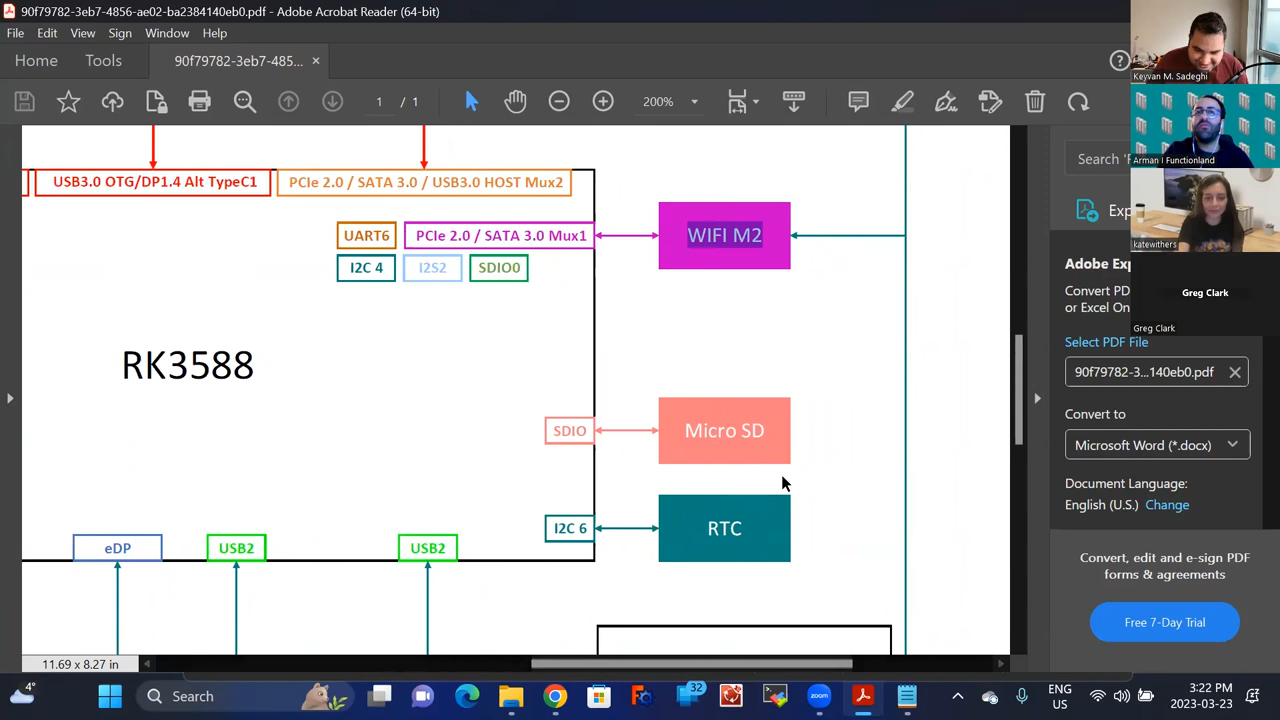 90f79782-3eb7-4856-ae02-ba2384140eb0.pdf - Adobe Acrobat Reader (64-bit)
File Edit View Sign Window Help
Home Tools 90f79782-3eb7-485... ×
1 / 1 200%
USB3.0 OTG/DP1.4 Alt TypeC1
PCIe 2.0 / SATA 3.0 / USB3.0 HOST Mux2
UART6
PCIe 2.0 / SATA 3.0 Mux1
WIFI M2
I2C 4
I2S2
SDIO0
RK3588
SDIO
Micro SD
I2C 6
RTC
eDP
USB2
USB2
11.69 x 8.27 in
Keyvan M. Sadeghi
Arman | Functionland
katewithers
Greg Clark
Greg Clark
Search 'P
Exp
Adobe Exp
Convert PD
or Excel On
Select PDF File
90f79782-3...140eb0.pdf
Convert to
Microsoft Word (*.docx)
Document Language:
English (U.S.) Change
Convert, edit and e-sign PDF
forms & agreements
Free 7-Day Trial
4°
Search
32
zoom
ENG
US
3:22 PM
2023-03-23